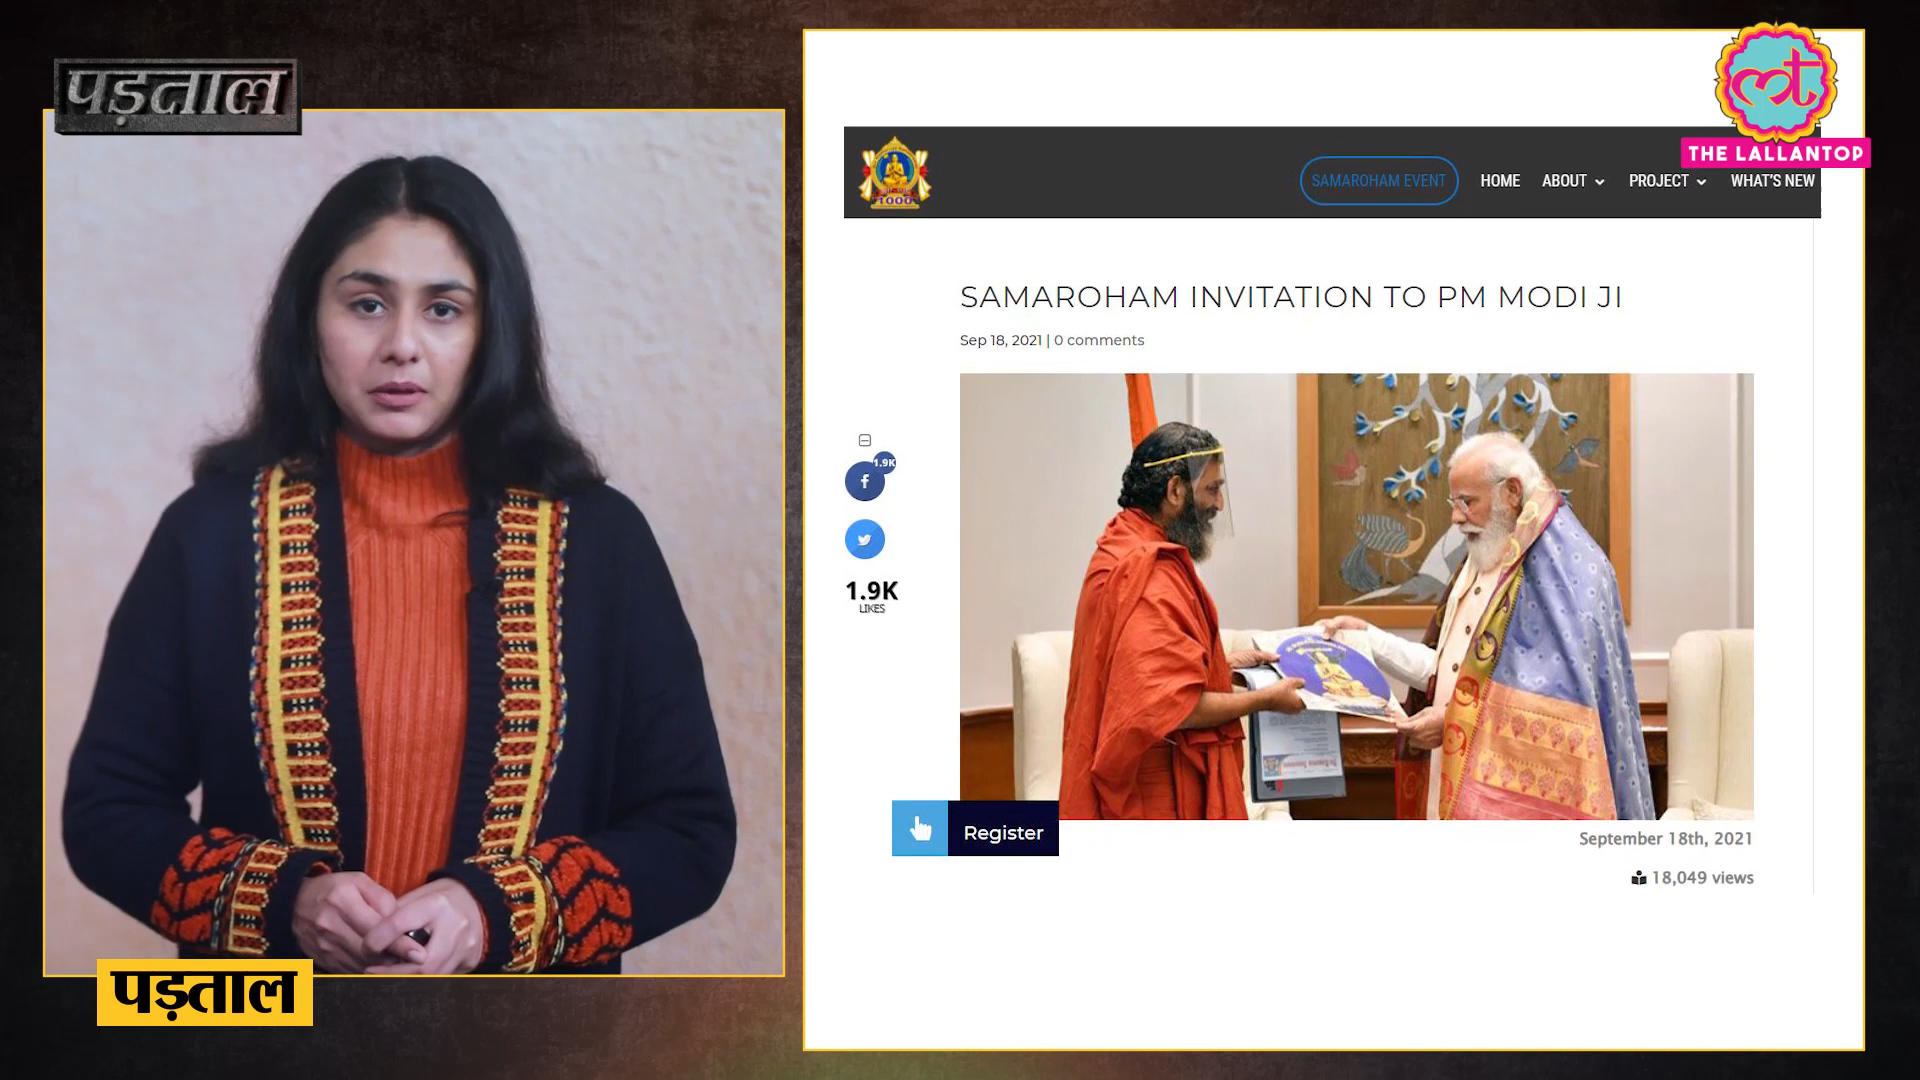 पड़ताल
पड़ताल
THE LALLANTOP
1000
SAMAROHAM EVENT
HOME
ABOUT
PROJECT
WHAT'S NEW
SAMAROHAM INVITATION TO PM MODI JI
Sep 18, 2021 | 0 comments
1.9K
1.9K
LIKES
Register
September 18th, 2021
18,049 views